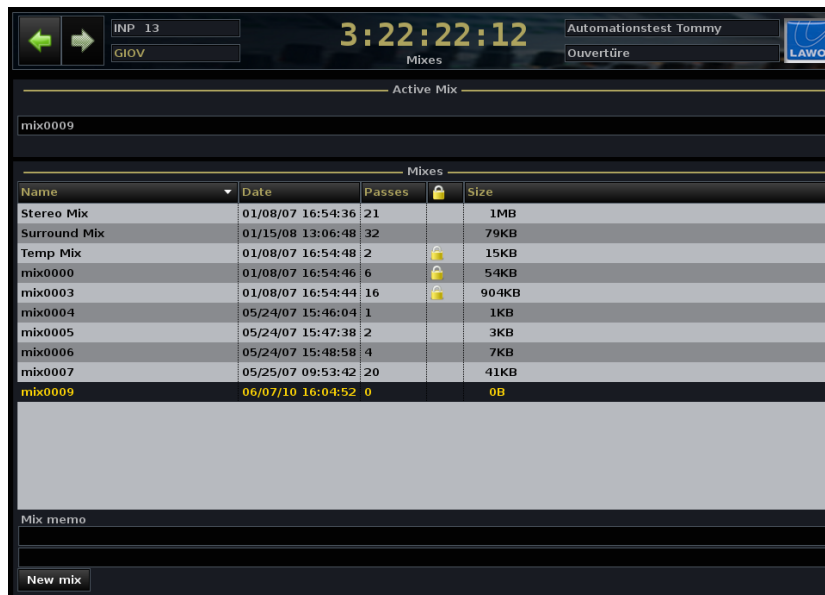 INP 13
GIOV
3:22:22:12
Mixes
Automationstest Tommy
Ouvertüre
LAWO
Active Mix
mix0009
Mixes
Name Date Passes Size
Stereo Mix 01/08/07 16:54:36 21 1MB
Surround Mix 01/15/08 13:06:48 32 79KB
Temp Mix 01/08/07 16:54:48 2 15KB
mix0000 01/08/07 16:54:46 6 54KB
mix0003 01/08/07 16:54:44 16 904KB
mix0004 05/24/07 15:46:04 1 1KB
mix0005 05/24/07 15:47:38 2 3KB
mix0006 05/24/07 15:48:58 4 7KB
mix0007 05/25/07 09:53:42 20 41KB
mix0009 06/07/10 16:04:52 0 0B
Mix memo
New mix